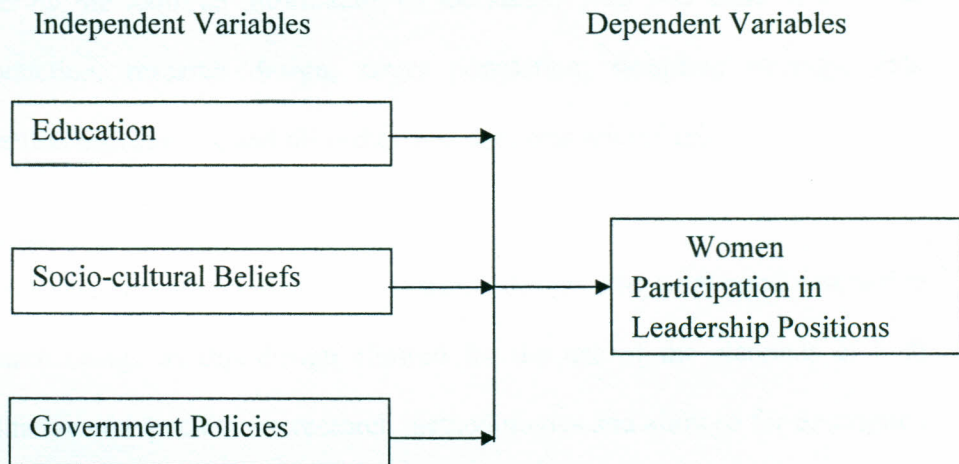 Independent Variables
Dependent Variables
Education
Socio-cultural Beliefs
Women
Participation in
Leadership Positions
Government Policies